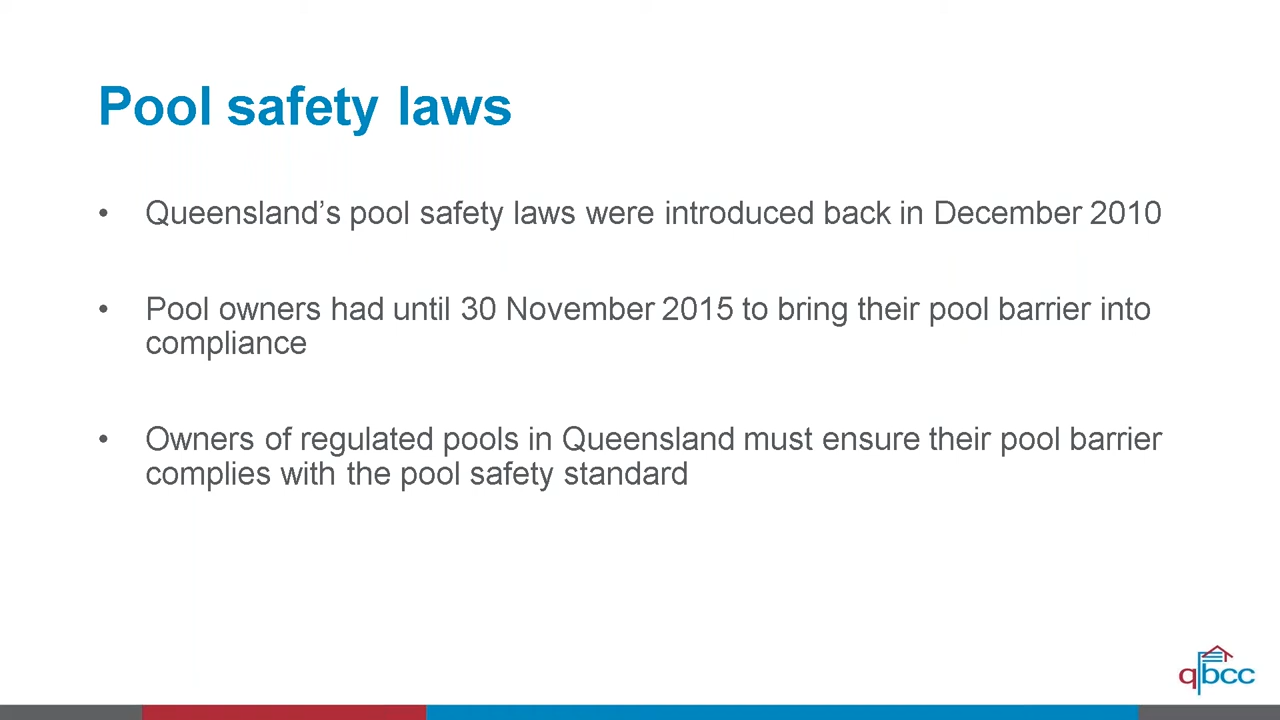 Pool safety laws
• Queensland’s pool safety laws were introduced back in December 2010
• Pool owners had until 30 November 2015 to bring their pool barrier into
compliance
• Owners of regulated pools in Queensland must ensure their pool barrier
complies with the pool safety standard
qbcc